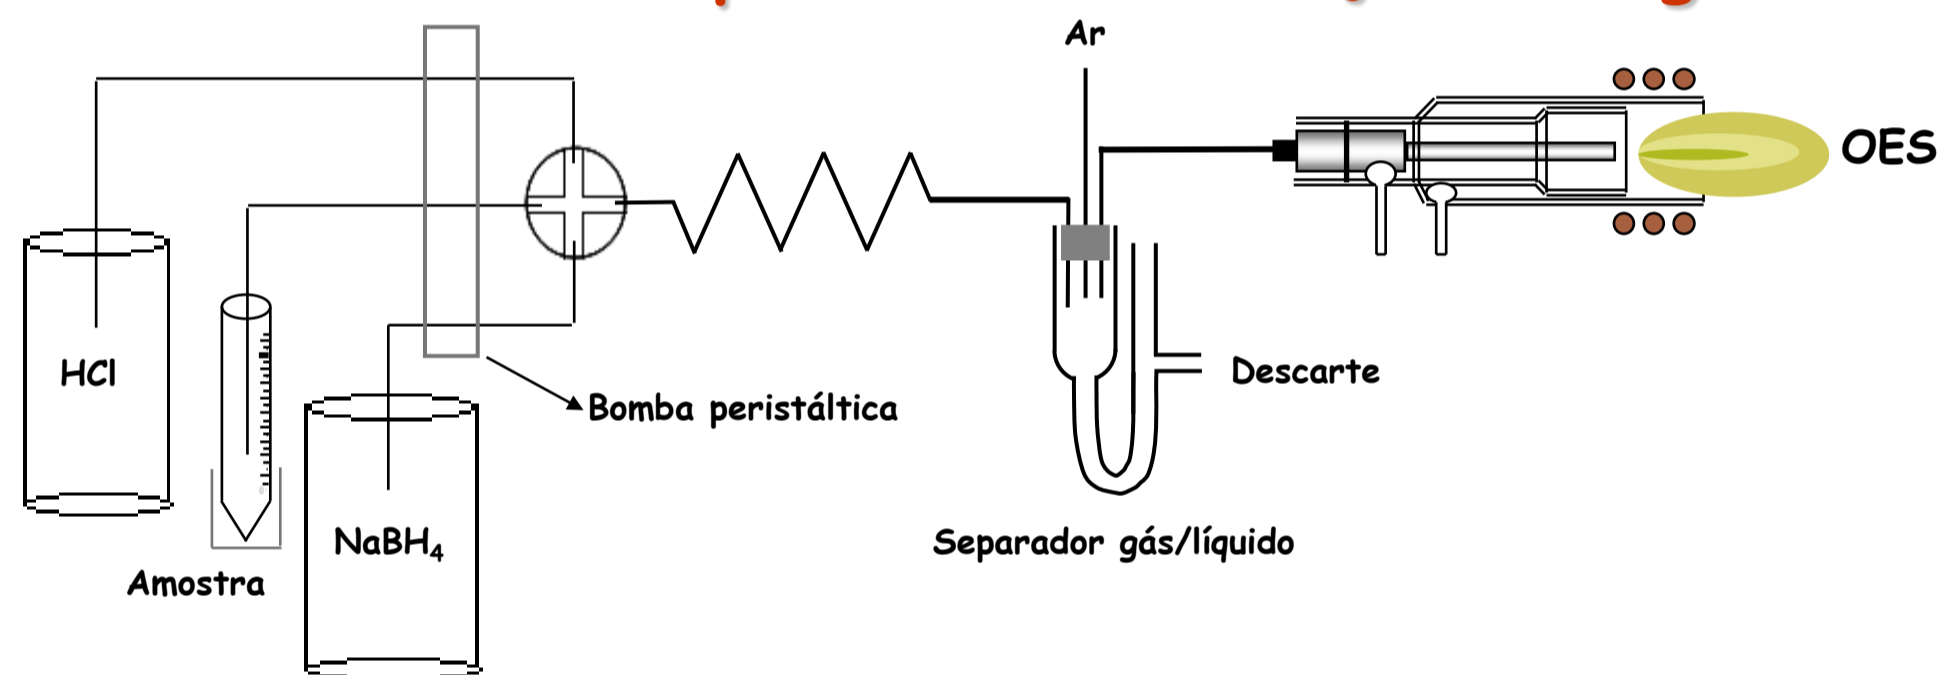 Ar
OES
HCl
Descarte
Bomba peristáltica
NaBH₄
Separador gás/líquido
Amostra